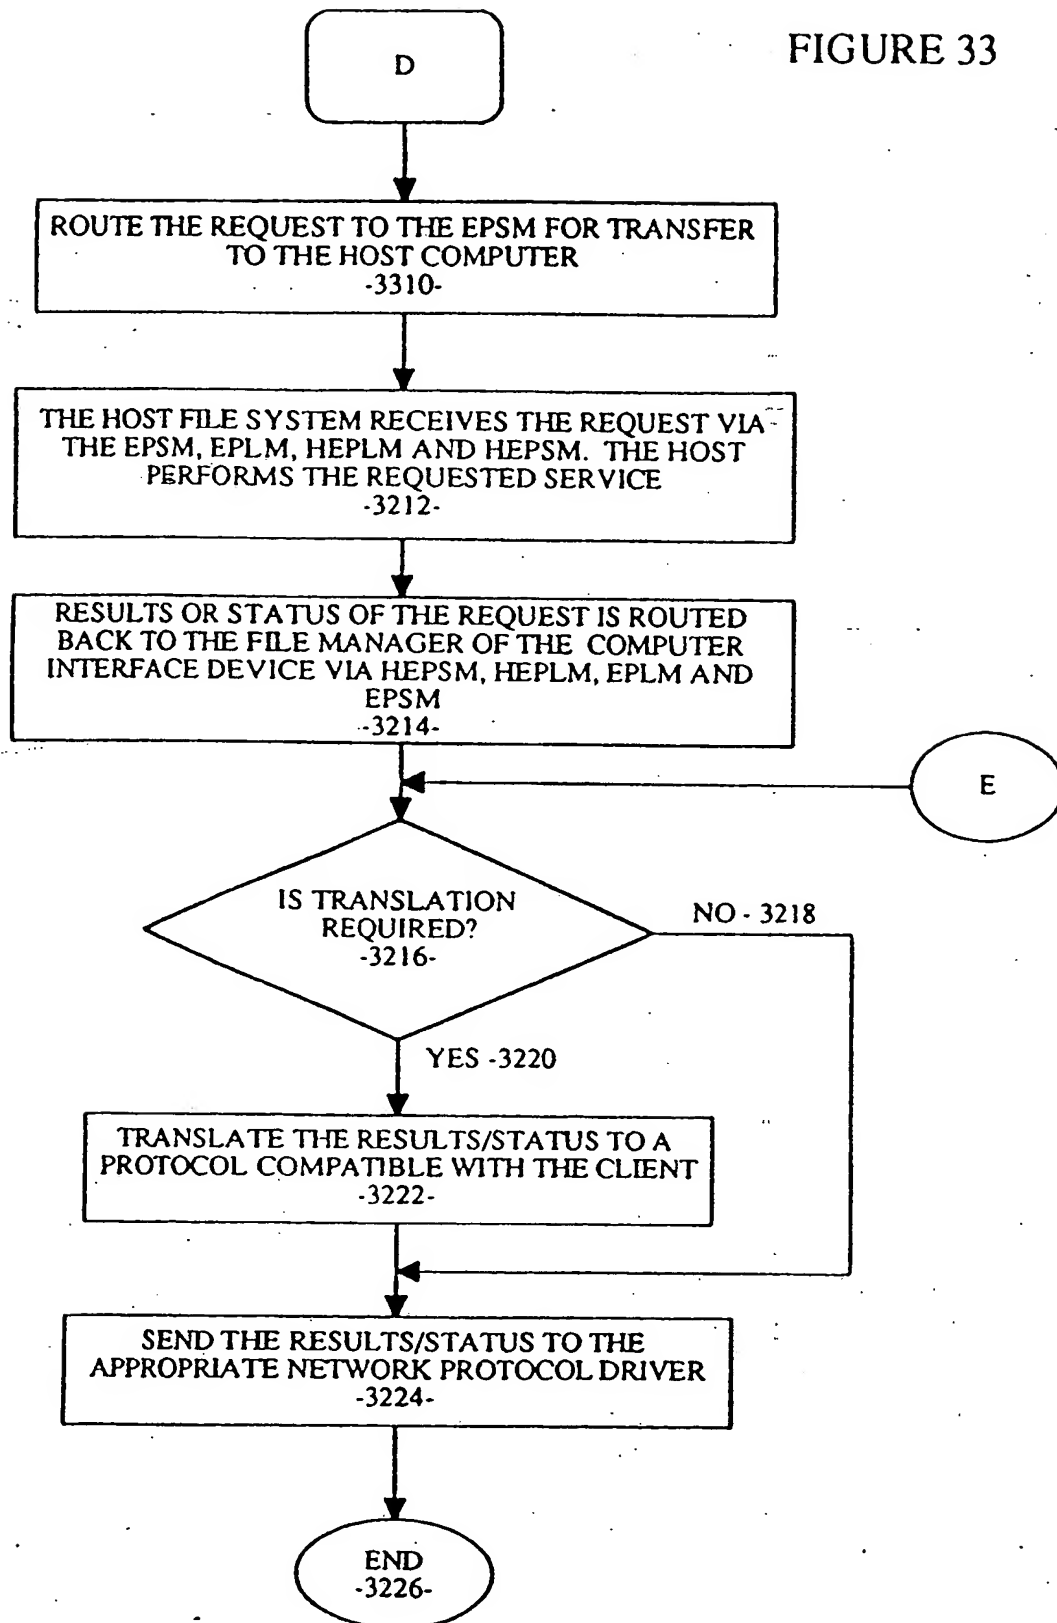 FIGURE 33
D
ROUTE THE REQUEST TO THE EPSM FOR TRANSFER
TO THE HOST COMPUTER
-3310-
THE HOST FILE SYSTEM RECEIVES THE REQUEST VIA
THE EPSM, EPLM, HEPLM AND HEPSM. THE HOST
PERFORMS THE REQUESTED SERVICE
-3212-
RESULTS OR STATUS OF THE REQUEST IS ROUTED
BACK TO THE FILE MANAGER OF THE COMPUTER
INTERFACE DEVICE VIA HEPSM, HEPLM, EPLM AND
EPSM
-3214-
E
IS TRANSLATION
REQUIRED?
-3216-
NO - 3218
YES -3220
TRANSLATE THE RESULTS/STATUS TO A
PROTOCOL COMPATIBLE WITH THE CLIENT
-3222-
SEND THE RESULTS/STATUS TO THE
APPROPRIATE NETWORK PROTOCOL DRIVER
-3224-
END
-3226-